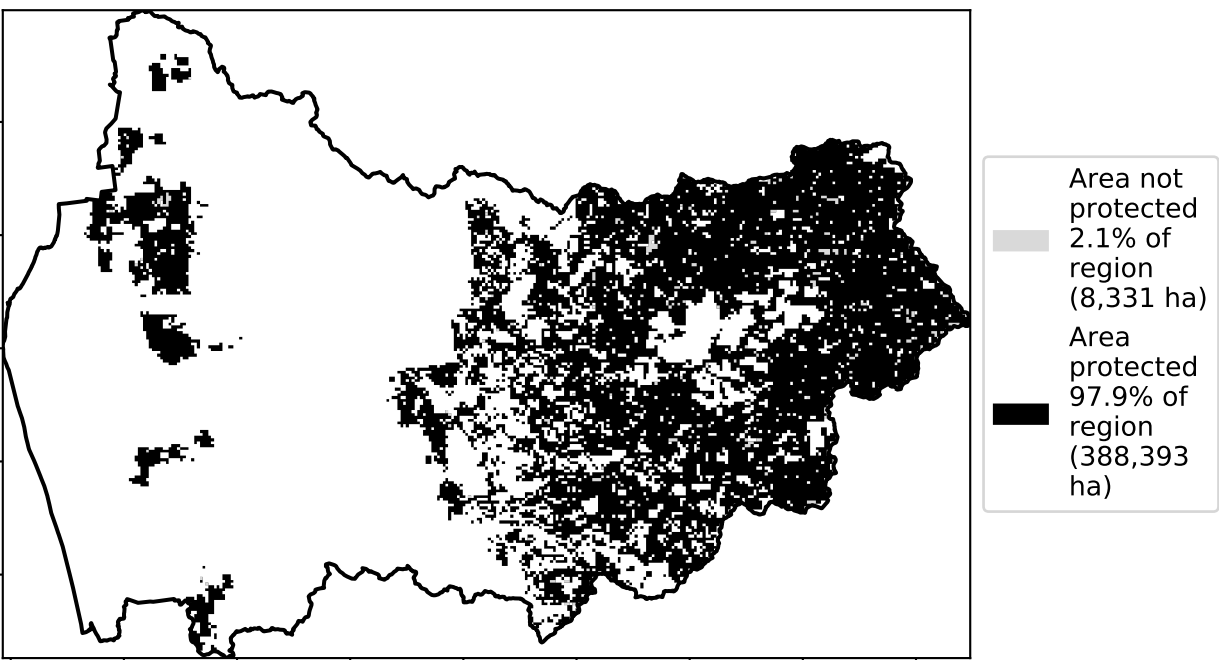 Area not
protected
2.1% of
region
(8,331 ha)
Area
protected
97.9% of
region
(388,393
ha)